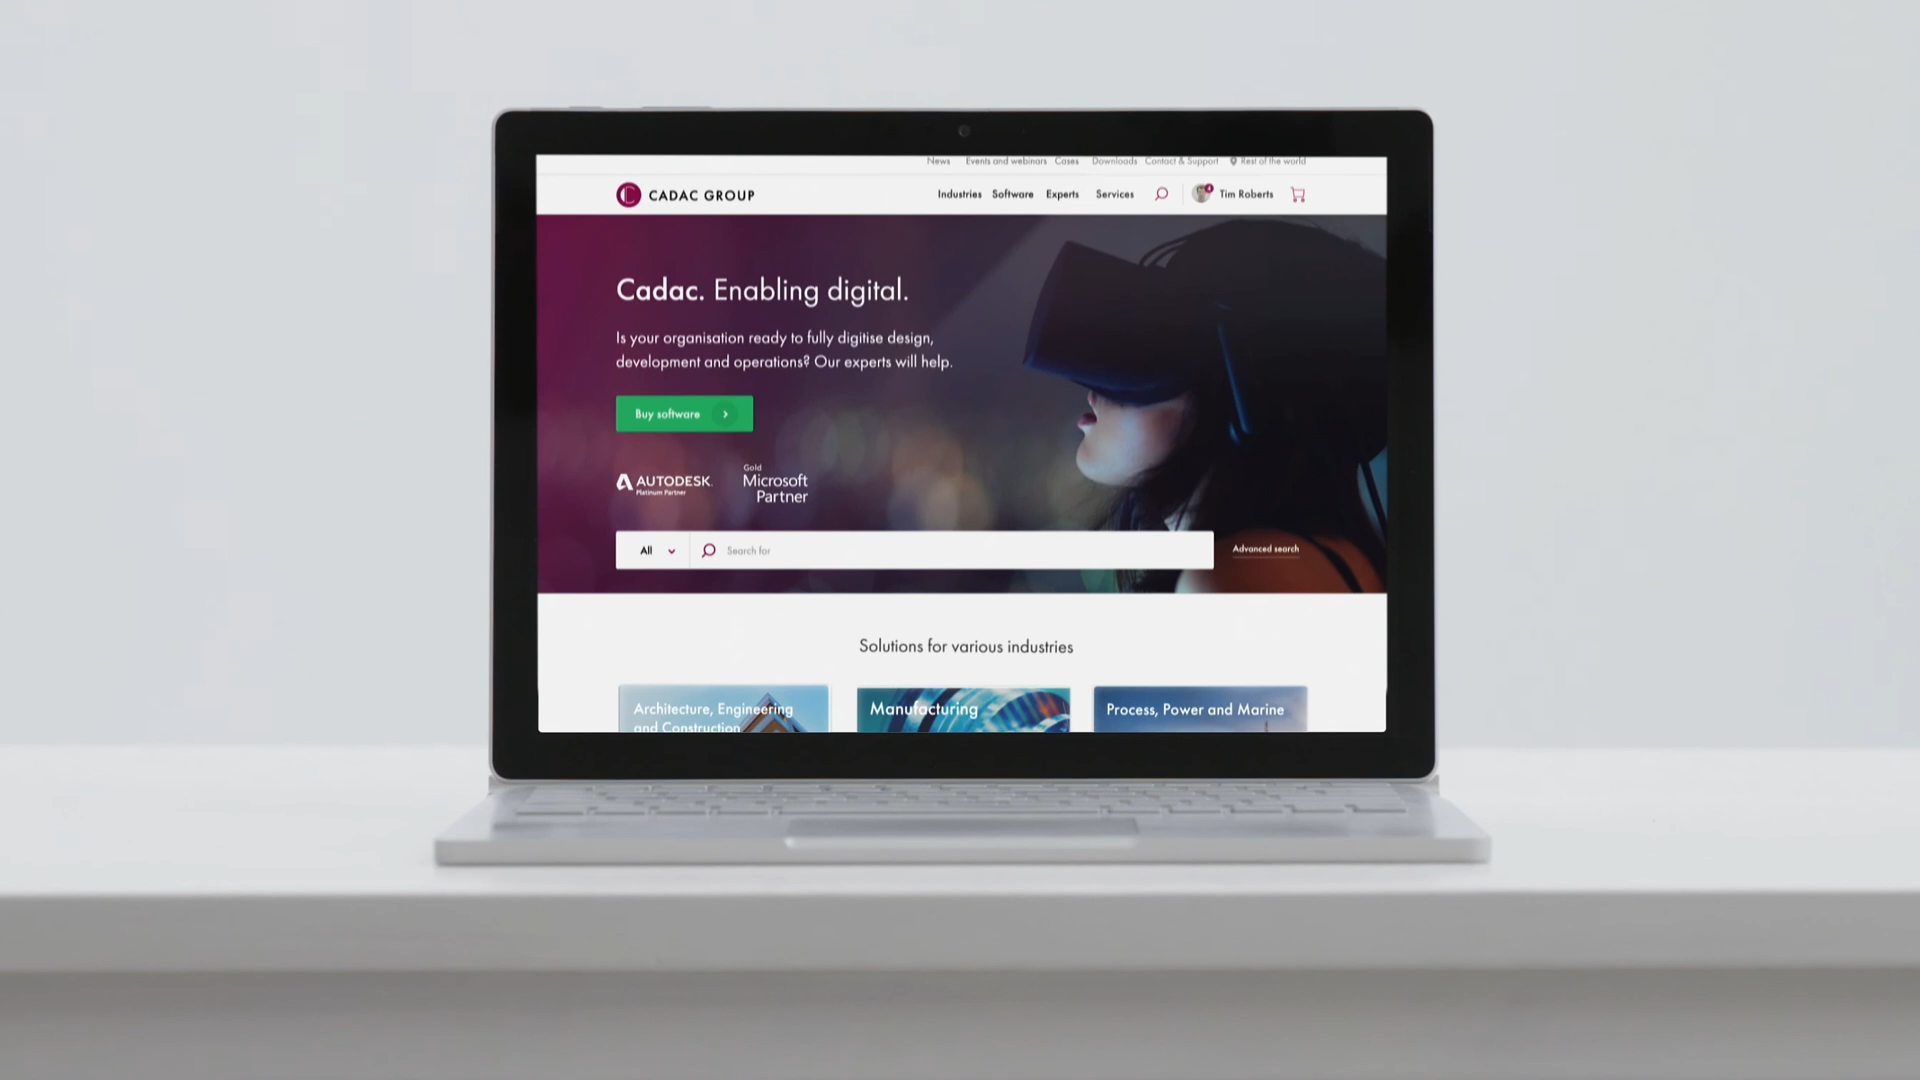 News Events and webinars Cases Downloads Contact & Support Rest of the world
CADAC GROUP
Industries Software Experts Services Tim Roberts
Cadac. Enabling digital.
Is your organisation ready to fully digitise design,
development and operations? Our experts will help.
Buy software
AUTODESK.
Platinum Partner
Gold
Microsoft
Partner
All Search for Advanced search
Solutions for various industries
Architecture, Engineering
and Construction
Manufacturing
Process, Power and Marine